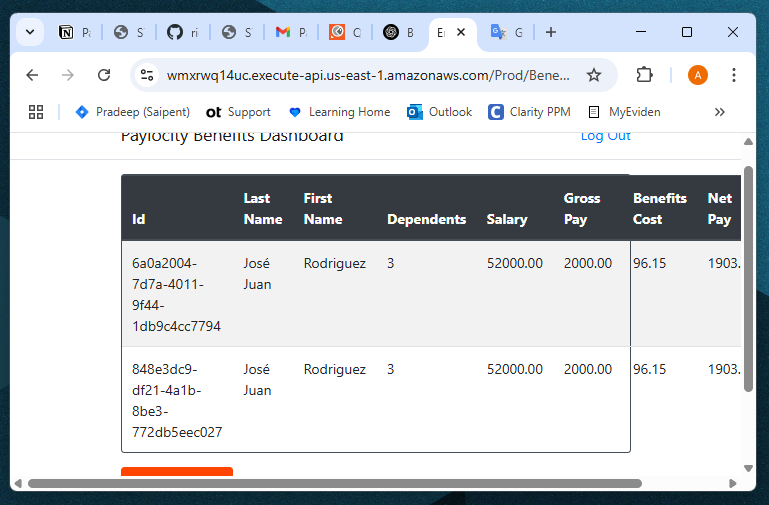 Pa
S
ri
S
P
C
B
E
G
wmxrwq14uc.execute-api.us-east-1.amazonaws.com/Prod/Bene...
A
Pradeep (Saipent)
ot Support
Learning Home
Outlook
C Clarity PPM
MyEviden
Paylocity Benefits Dashboard
Log Out
Id Last Name First Name Dependents Salary Gross Pay Benefits Cost Net Pay
6a0a2004- José Rodriguez 3 52000.00 2000.00 96.15 1903.
7d7a-4011- Juan
9f44-
1db9c4cc7794
848e3dc9- José Rodriguez 3 52000.00 2000.00 96.15 1903.
df21-4a1b- Juan
8be3-
772db5eec027